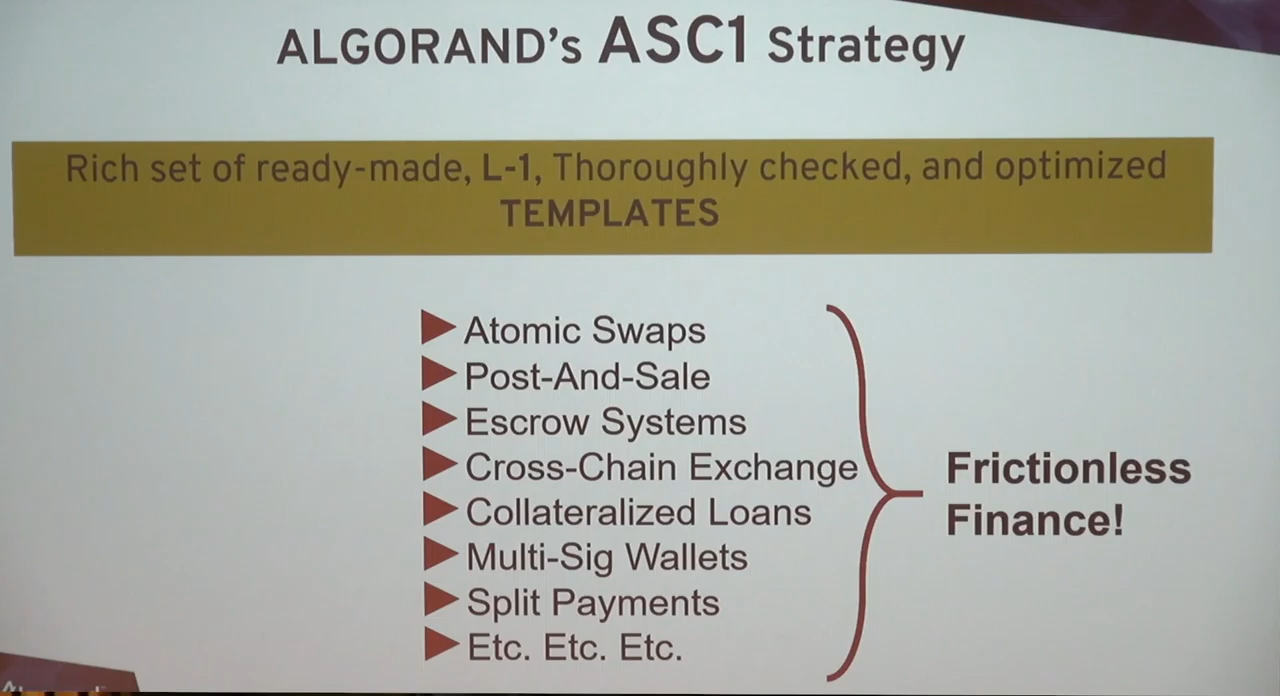 ALGORAND's ASC1 Strategy
Rich set of ready-made, L-1, Thoroughly checked, and optimized
TEMPLATES
Atomic Swaps
Post-And-Sale
Escrow Systems
Cross-Chain Exchange
Collateralized Loans
Multi-Sig Wallets
Split Payments
Etc. Etc. Etc.
Frictionless
Finance!